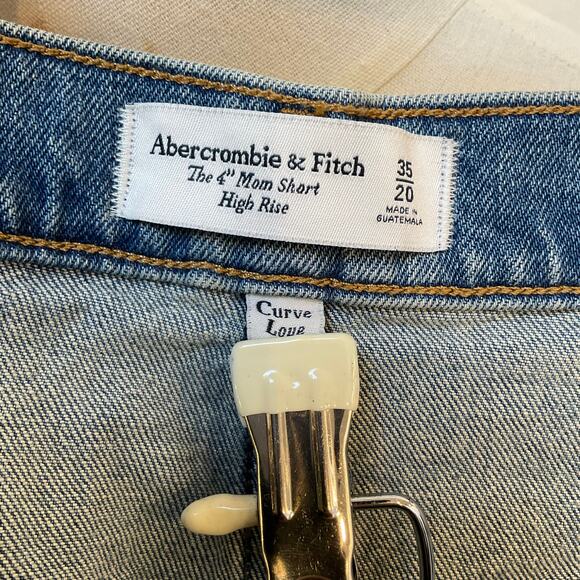 Abercrombie & Fitch
The 4" Mom Short
High Rise
35
20
MADE IN
GUATEMALA
Curve
Love